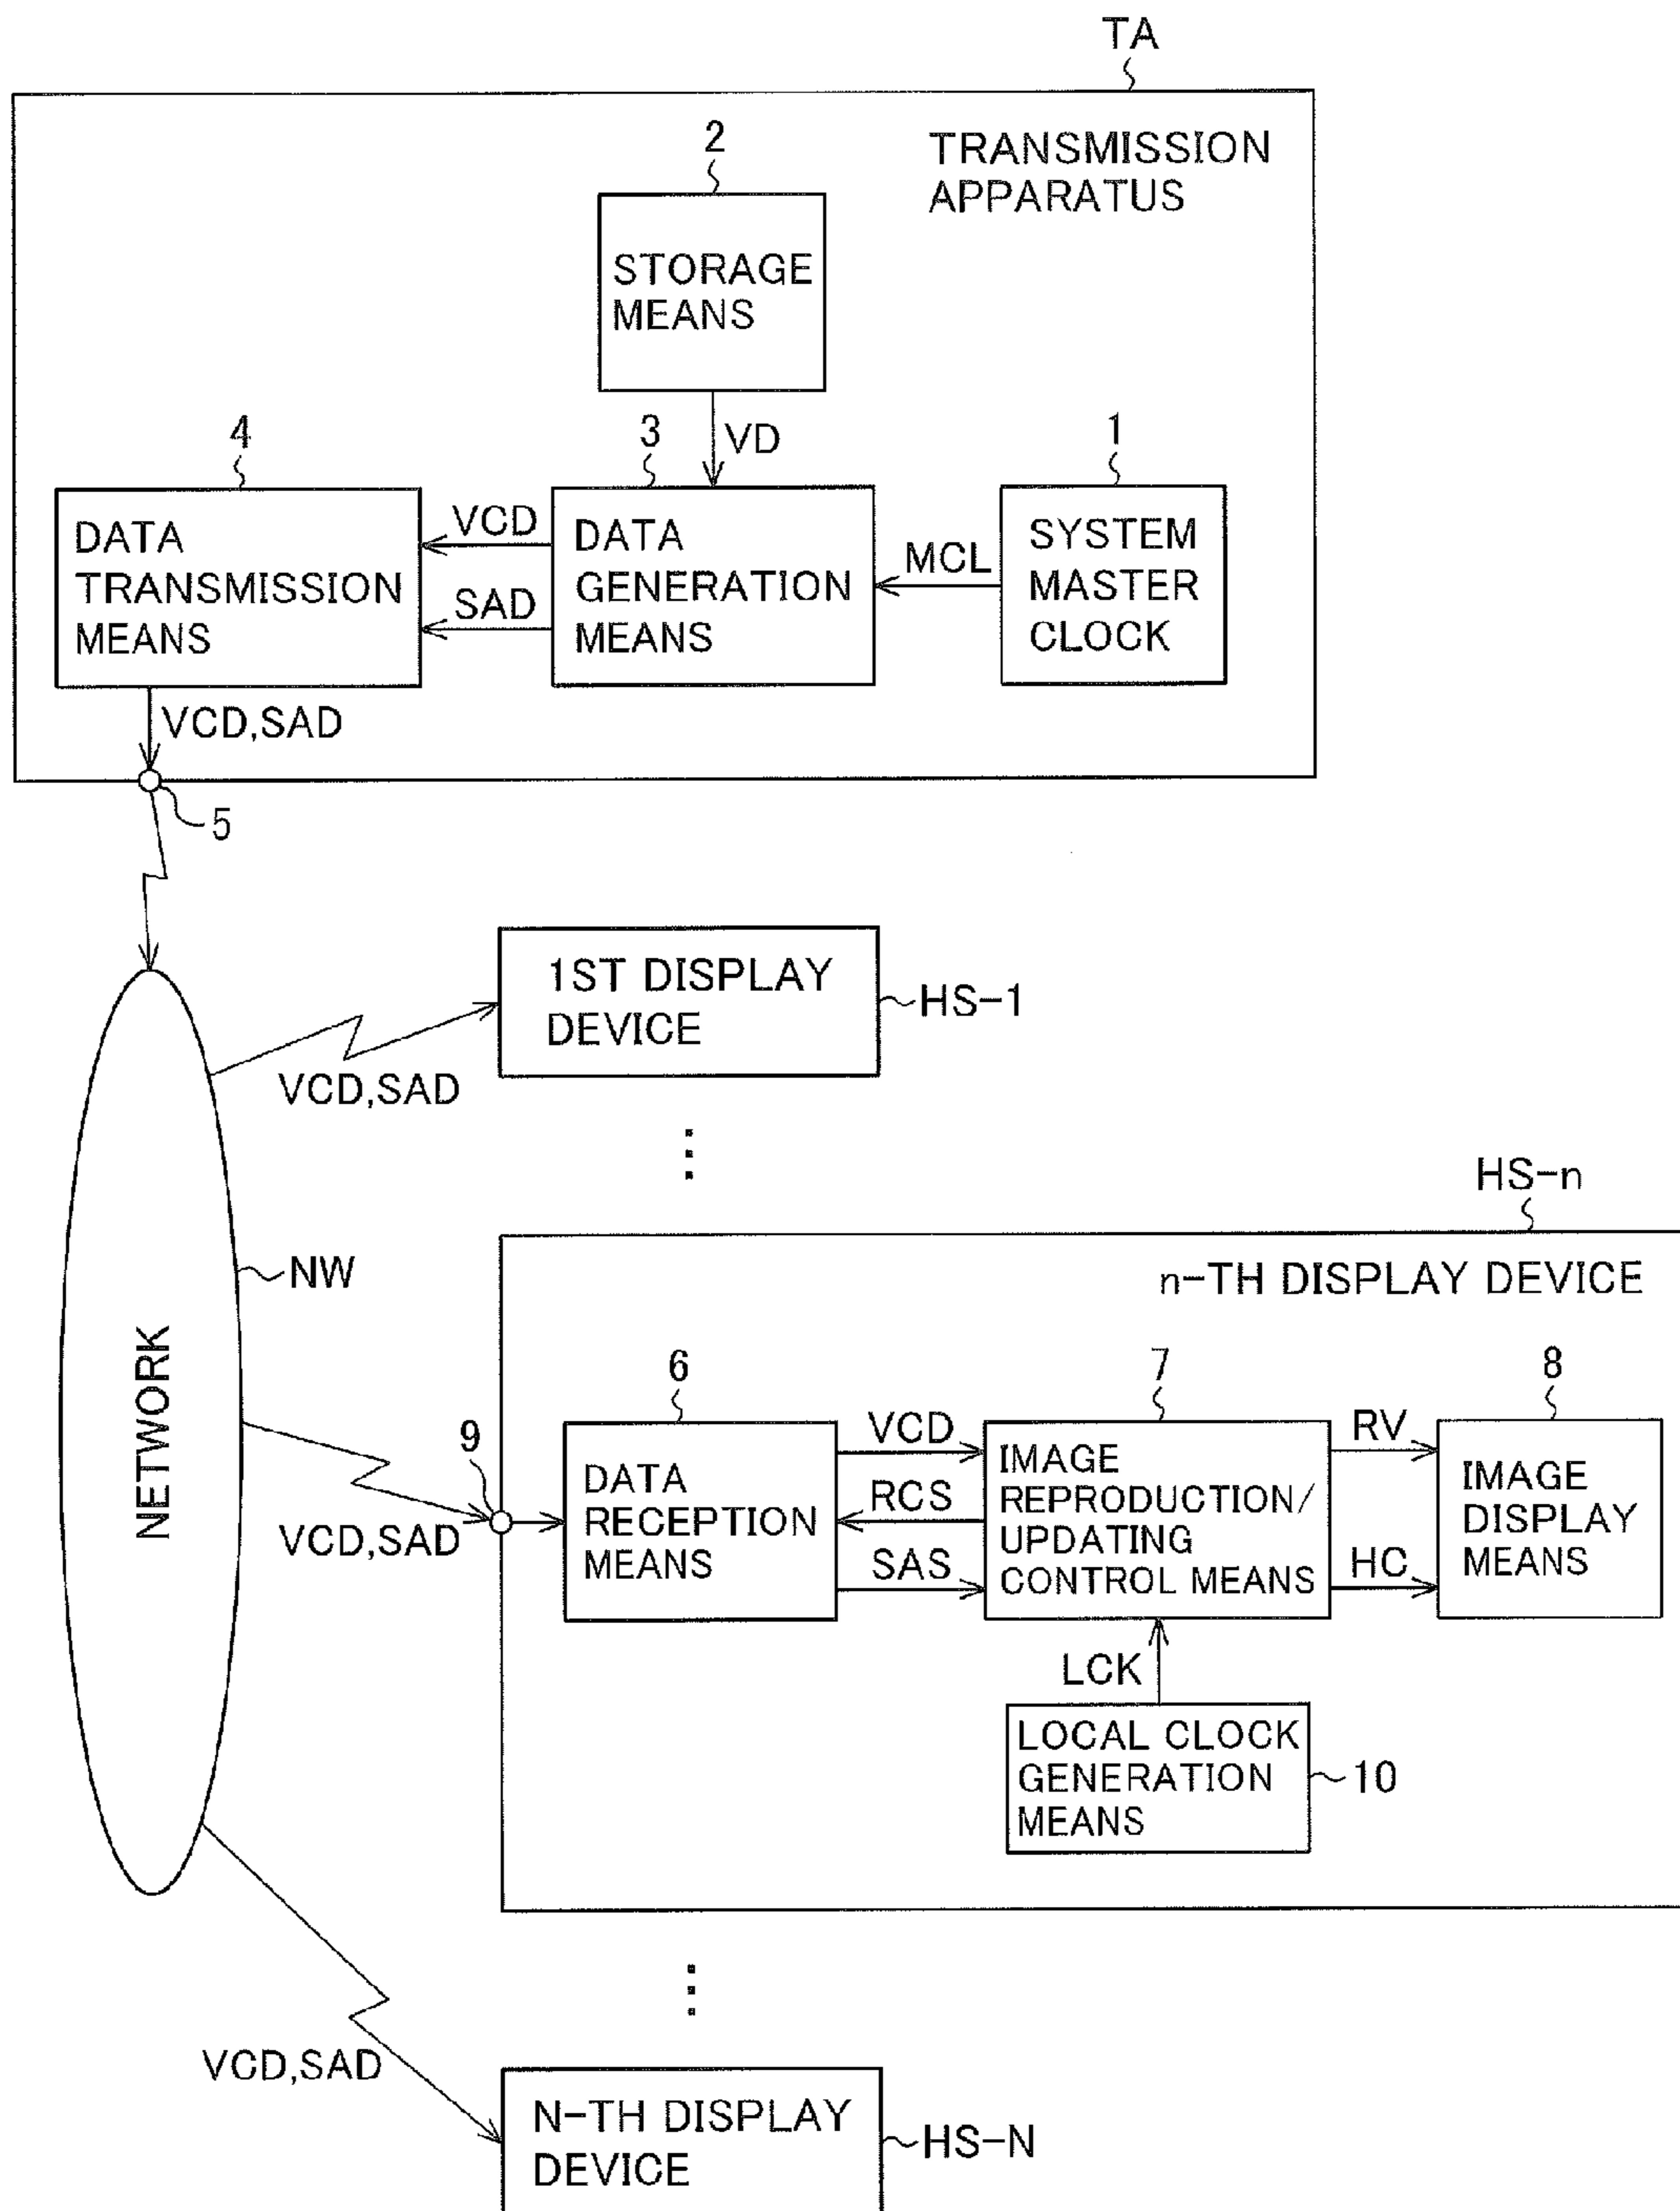 TA
TRANSMISSION
APPARATUS
2
STORAGE
MEANS
VD
4
3
1
DATA
TRANSMISSION
MEANS
VCD
SAD
DATA
GENERATION
MEANS
MCL
SYSTEM
MASTER
CLOCK
VCD,SAD
5
1ST DISPLAY
DEVICE
HS-1
VCD,SAD
HS-n
n-TH DISPLAY DEVICE
NW
NETWORK
6
7
8
9
VCD,SAD
DATA
RECEPTION
MEANS
VCD
RCS
SAS
IMAGE
REPRODUCTION/
UPDATING
CONTROL MEANS
RV
HC
IMAGE
DISPLAY
MEANS
LCK
LOCAL CLOCK
GENERATION
MEANS
10
VCD,SAD
N-TH DISPLAY
DEVICE
HS-N